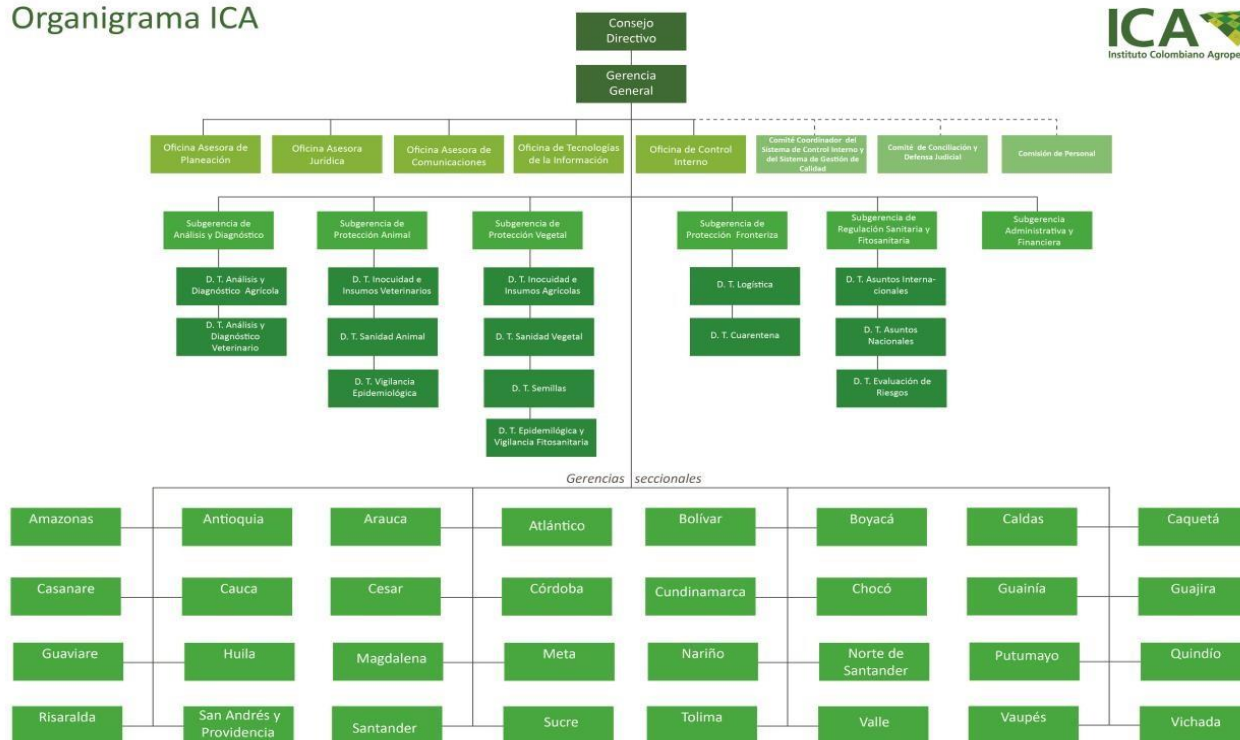 Organigrama ICA
ICA
Instituto Colombiano Agrope
Consejo
Directivo
Gerencia
General
Oficina Asesora de
Planeación
Oficina Asesora
Jurídica
Oficina Asesora de
Comunicaciones
Oficina de Tecnologías
de la Información
Oficina de Control
Interno
Comité Coordinador del
Sistema de Control Interno y
del Sistema de Gestión de
Calidad
Comité de Conciliación y
Defensa Judicial
Comisión de Personal
Subgerencia de
Análisis y Diagnóstico
Subgerencia de
Protección Animal
Subgerencia de
Protección Vegetal
Subgerencia de
Protección Fronteriza
Subgerencia de
Regulación Sanitaria y
Fitosanitaria
Subgerencia
Administrativa y
Financiera
D. T. Análisis y
Diagnóstico Agrícola
D. T. Inocuidad e
Insumos Veterinarios
D. T. Inocuidad e
Insumos Agrícolas
D. T. Logística
D. T. Asuntos Interna-
cionales
D. T. Análisis y
Diagnóstico
Veterinario
D. T. Sanidad Animal
D. T. Sanidad Vegetal
D. T. Cuarentena
D. T. Asuntos
Nacionales
D. T. Vigilancia
Epidemiológica
D. T. Semillas
D. T. Evaluación de
Riesgos
D. T. Epidemilógica y
Vigilancia Fitosanitaria
Gerencias seccionales
Amazonas
Antioquia
Arauca
Atlántico
Bolívar
Boyacá
Caldas
Caquetá
Casanare
Cauca
Cesar
Córdoba
Cundinamarca
Chocó
Guainía
Guajira
Guaviare
Huila
Magdalena
Meta
Nariño
Norte de
Santander
Putumayo
Quindío
Risaralda
San Andrés y
Providencia
Santander
Sucre
Tolima
Valle
Vaupés
Vichada